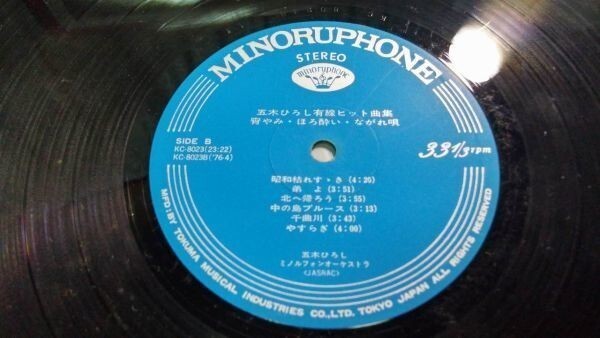 MINORUPHONE
STEREO
minoruphone
五木ひろし有線ヒット曲集
宵やみ・ほろ酔い・ながれ唄
SIDE B
KC-8023(23:22)
KC-8023B('76・4)
33 1/3 rpm
昭和枯れすゝき(4:20)
弟 よ(3:51)
北へ帰ろう(3:55)
中の島ブルース(3:13)
千曲川(3:43)
やすらぎ(4:00)
五木ひろし
ミノルフォンオーケストラ
<JASRAC>
MFD. BY TOKUMA MUSICAL INDUSTRIES CO., LTD. TOKYO JAPAN ALL RIGHTS RESERVED